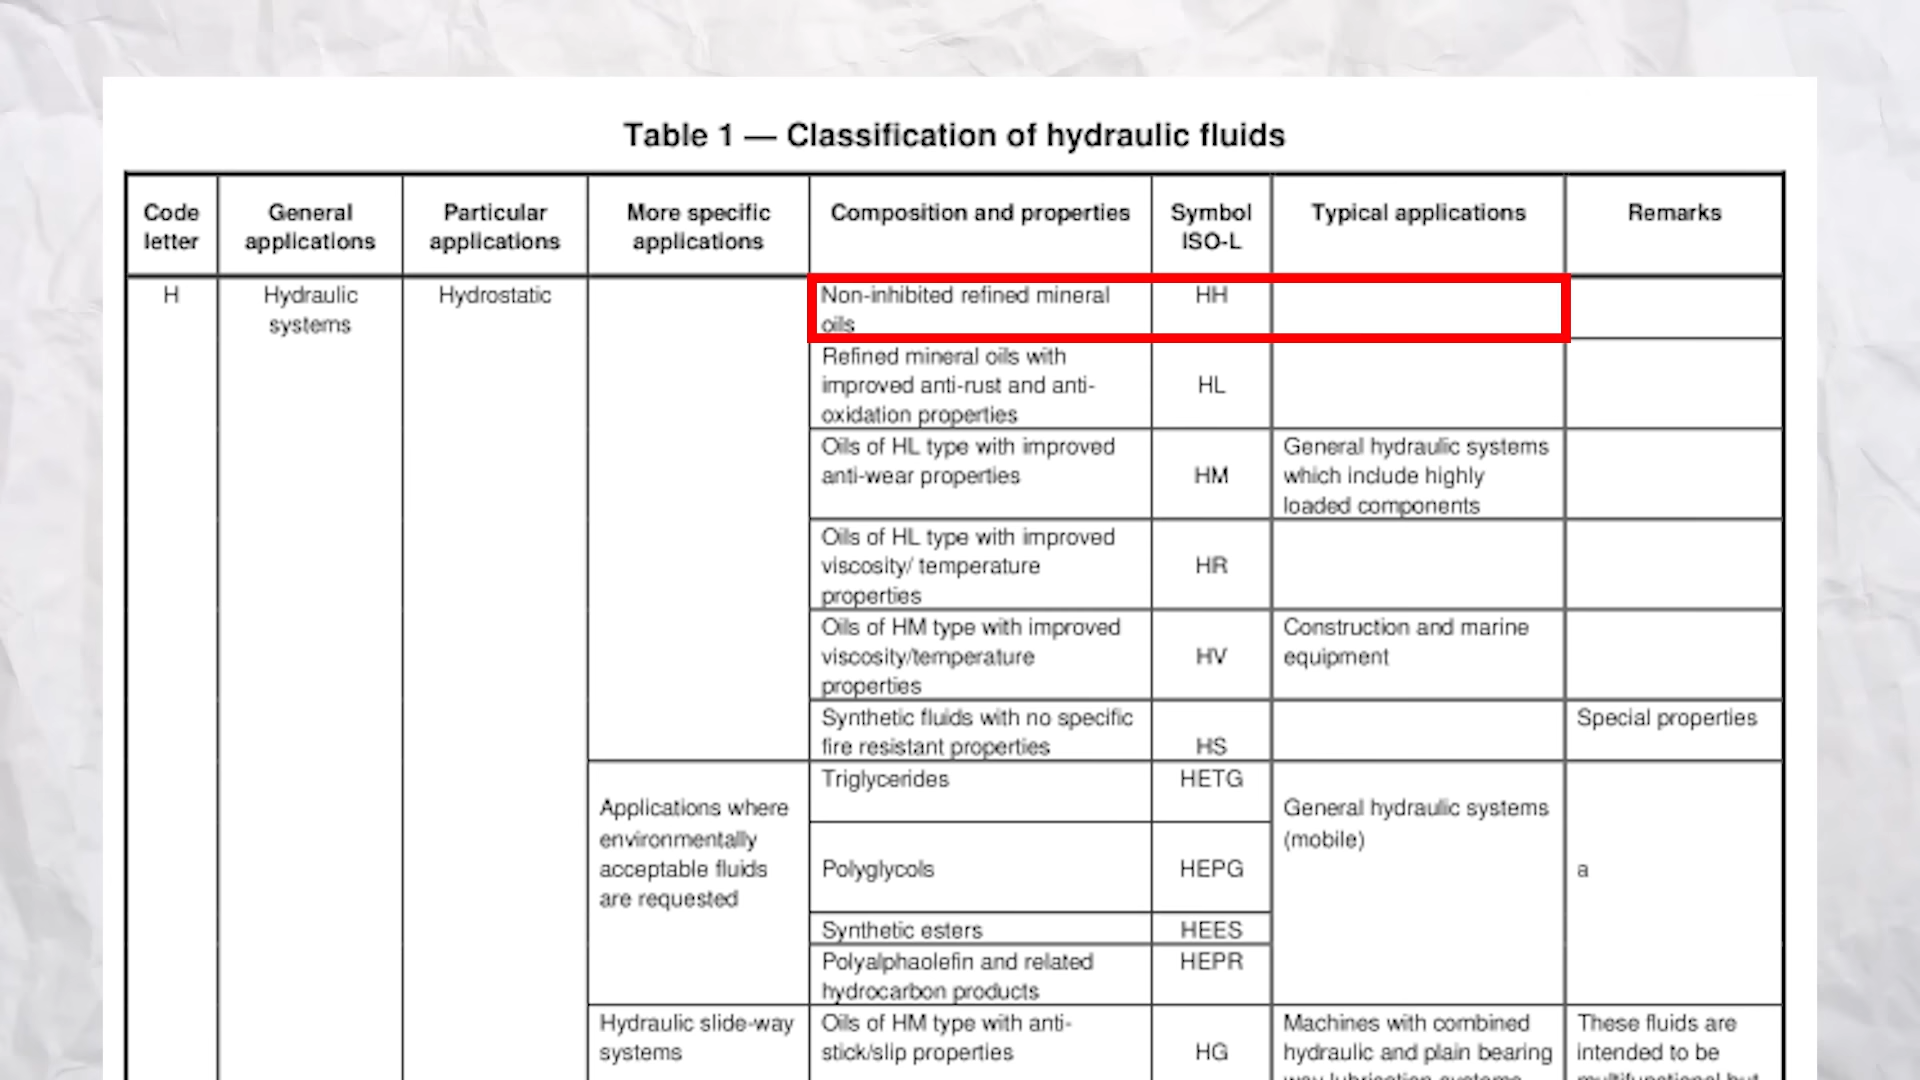 Table 1 — Classification of hydraulic fluids
Code letter
General applications
Particular applications
More specific applications
Composition and properties
Symbol ISO-L
Typical applications
Remarks
H
Hydraulic systems
Hydrostatic
Non-inhibited refined mineral
oils
HH
Refined mineral oils with
improved anti-rust and anti-
oxidation properties
HL
Oils of HL type with improved
anti-wear properties
HM
General hydraulic systems
which include highly
loaded components
Oils of HL type with improved
viscosity/ temperature
properties
HR
Oils of HM type with improved
viscosity/temperature
properties
HV
Construction and marine
equipment
Synthetic fluids with no specific
fire resistant properties
HS
Special properties
Applications where
environmentally
acceptable fluids
are requested
Triglycerides
HETG
General hydraulic systems
(mobile)
Polyglycols
HEPG
a
Synthetic esters
HEES
Polyalphaolefin and related
hydrocarbon products
HEPR
Hydraulic slide-way
systems
Oils of HM type with anti-
stick/slip properties
HG
Machines with combined
hydraulic and plain bearing
These fluids are
intended to be